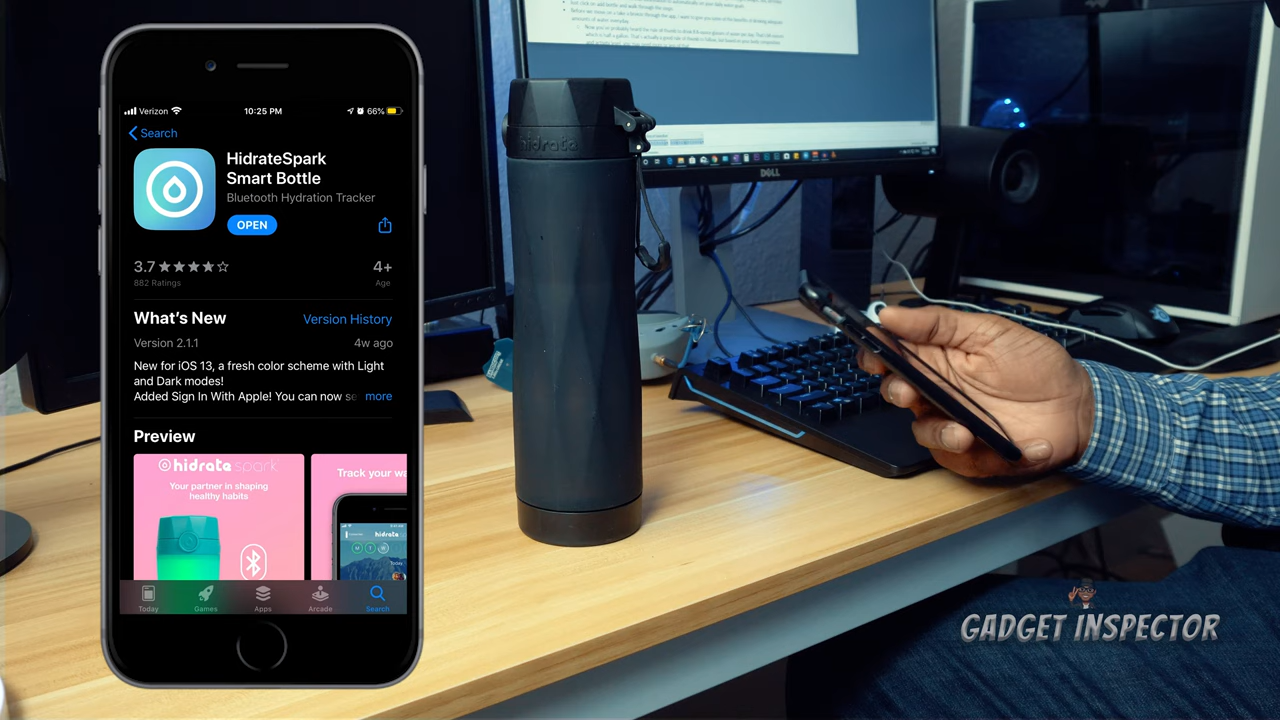 Verizon
10:25 PM
66%
Search
HidrateSpark
Smart Bottle
Bluetooth Hydration Tracker
OPEN
3.7
4+
882 Ratings
Age
What's New
Version History
Version 2.1.1
4w ago
New for iOS 13, a fresh color scheme with Light
and Dark modes!
Added Sign In With Apple! You can now se
more
Preview
hidrate spark
Your partner in shaping
healthy habits
Track your wa
hidrate
Today
Today
Games
Apps
Arcade
Search
hidrate
DELL
GADGET INSPECTOR